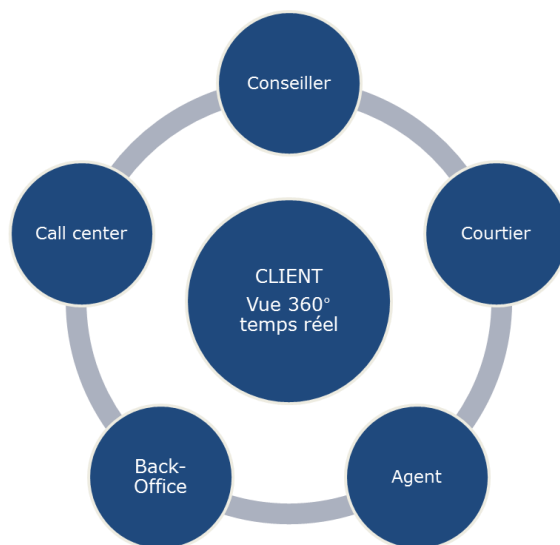 Conseiller
Call center
Courtier
CLIENT
Vue 360°
temps réel
Back-
Office
Agent